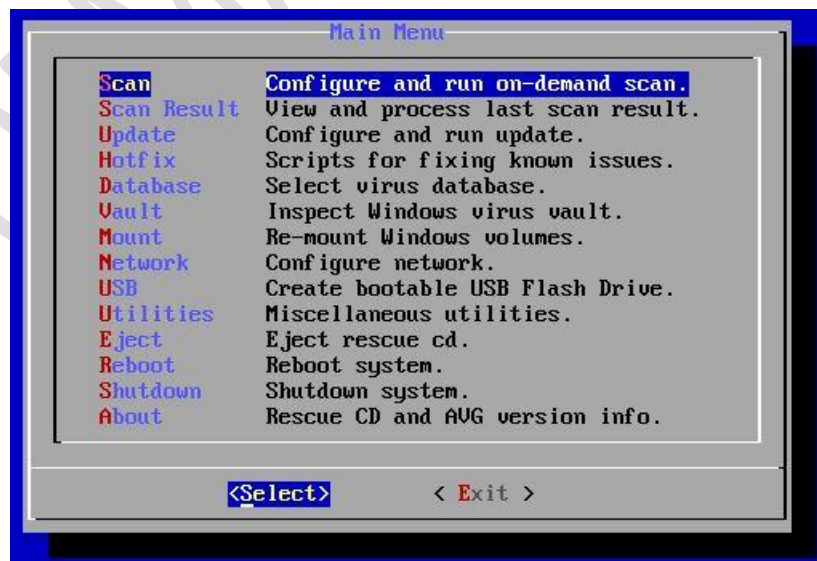 Main Menu
Scan Configure and run on-demand scan.
Scan Result View and process last scan result.
Update Configure and run update.
Hotfix Scripts for fixing known issues.
Database Select virus database.
Vault Inspect Windows virus vault.
Mount Re-mount Windows volumes.
Network Configure network.
USB Create bootable USB Flash Drive.
Utilities Miscellaneous utilities.
Eject Eject rescue cd.
Reboot Reboot system.
Shutdown Shutdown system.
About Rescue CD and AVG version info.
<Select> < Exit >